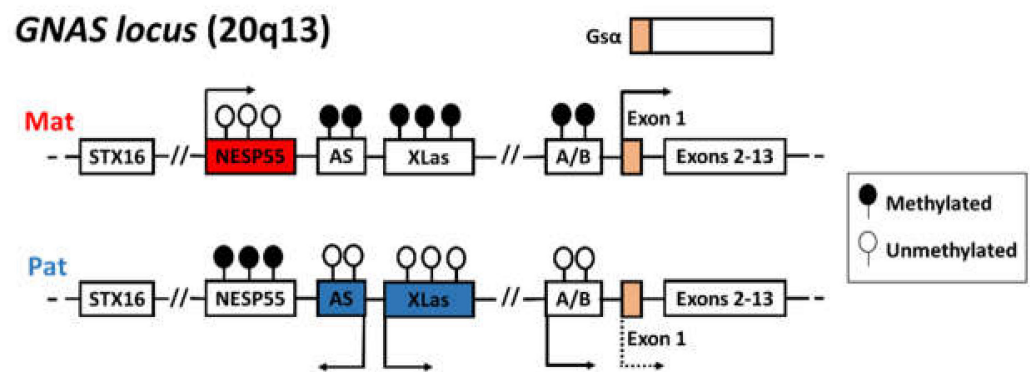 GNAS locus (20q13)
Gsα
Mat
Exon 1
STX16 // NESP55 AS XLas // A/B Exons 2-13
Methylated
Unmethylated
Pat
STX16 // NESP55 AS XLas // A/B Exons 2-13
Exon 1